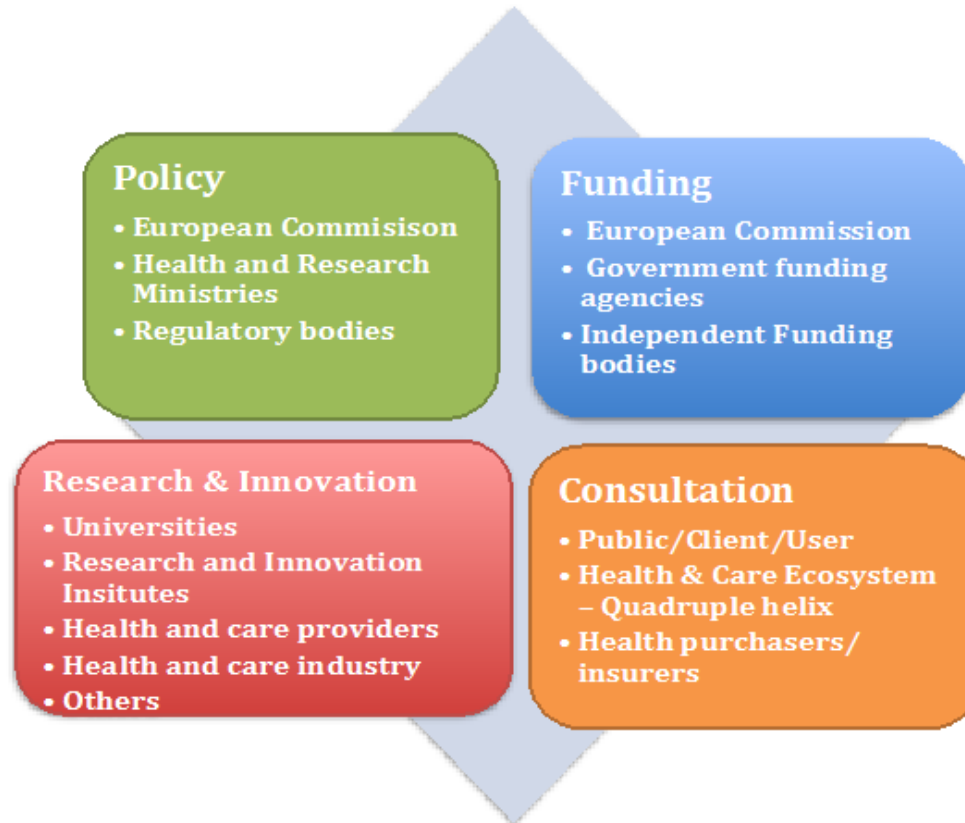 Policy
• European Commisison
• Health and Research
Ministries
• Regulatory bodies
Funding
• European Commission
• Government funding
agencies
• Independent Funding
bodies
Research & Innovation
• Universities
• Research and Innovation
Insitutes
• Health and care providers
• Health and care industry
• Others
Consultation
• Public/Client/User
• Health & Care Ecosystem
– Quadruple helix
• Health purchasers/
insurers